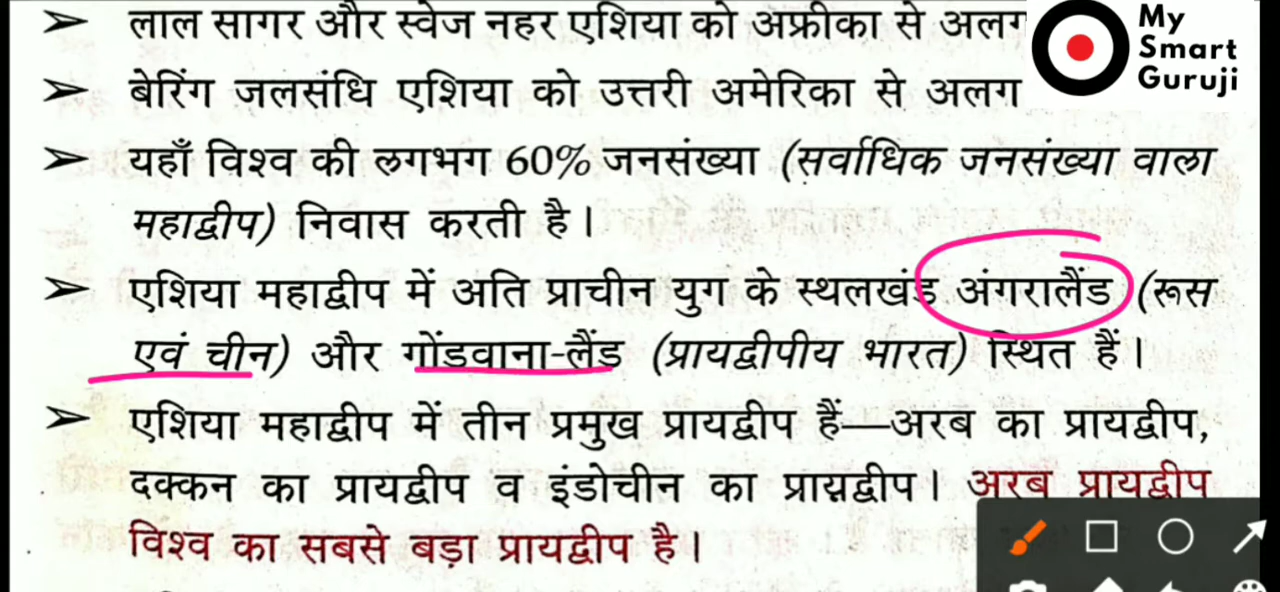 ➢ लाल सागर और स्वेज नहर एशिया को अफ्रीका से अलग
➢ बेरिंग जलसंधि एशिया को उत्तरी अमेरिका से अलग
➢ यहाँ विश्व की लगभग 60% जनसंख्या (सर्वाधिक जनसंख्या वाला
महाद्वीप) निवास करती है।
➢ एशिया महाद्वीप में अति प्राचीन युग के स्थलखंड अंगरालैंड (रूस
एवं चीन) और गोंडवाना-लैंड (प्रायद्वीपीय भारत) स्थित हैं।
➢ एशिया महाद्वीप में तीन प्रमुख प्रायद्वीप हैं—अरब का प्रायद्वीप,
दक्कन का प्रायद्वीप व इंडोचीन का प्रायद्वीप। अरब प्रायद्वीप
विश्व का सबसे बड़ा प्रायद्वीप है।
My
Smart
Guruji